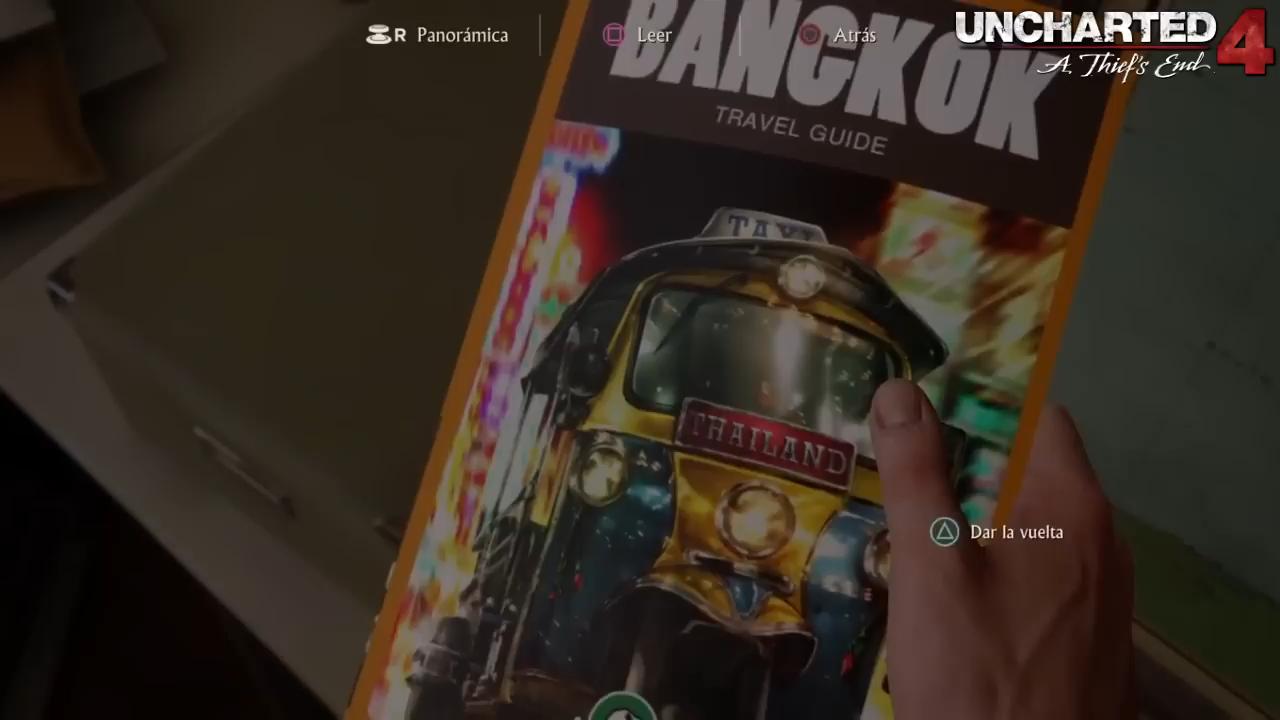 R Panorámica
Leer
Atrás
UNCHARTED 4
A Thief's End
BANGKOK
TRAVEL GUIDE
TAXI
THAILAND
Dar la vuelta